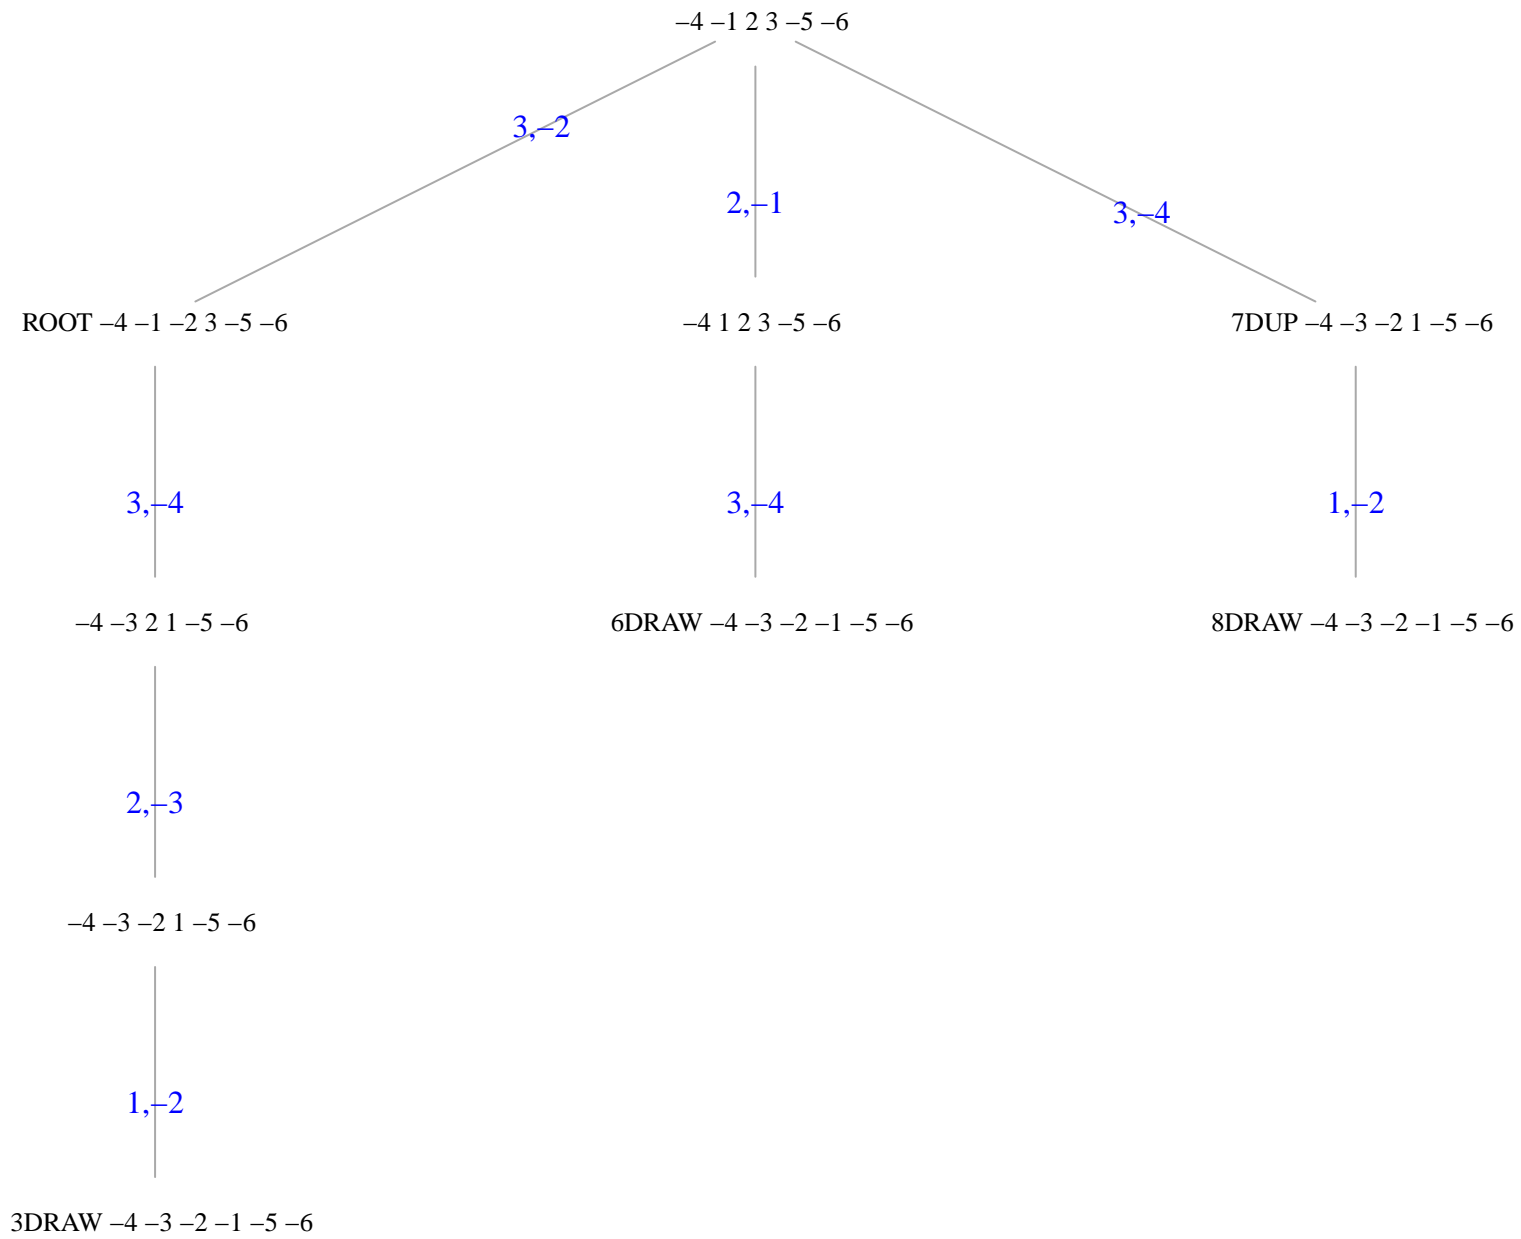 –4 –1 2 3 –5 –6
3,–2
2,–1
3,–4
ROOT –4 –1 –2 3 –5 –6
–4 1 2 3 –5 –6
7DUP –4 –3 –2 1 –5 –6
3,–4
3,–4
1,–2
–4 –3 2 1 –5 –6
6DRAW –4 –3 –2 –1 –5 –6
8DRAW –4 –3 –2 –1 –5 –6
2,–3
–4 –3 –2 1 –5 –6
1,–2
3DRAW –4 –3 –2 –1 –5 –6